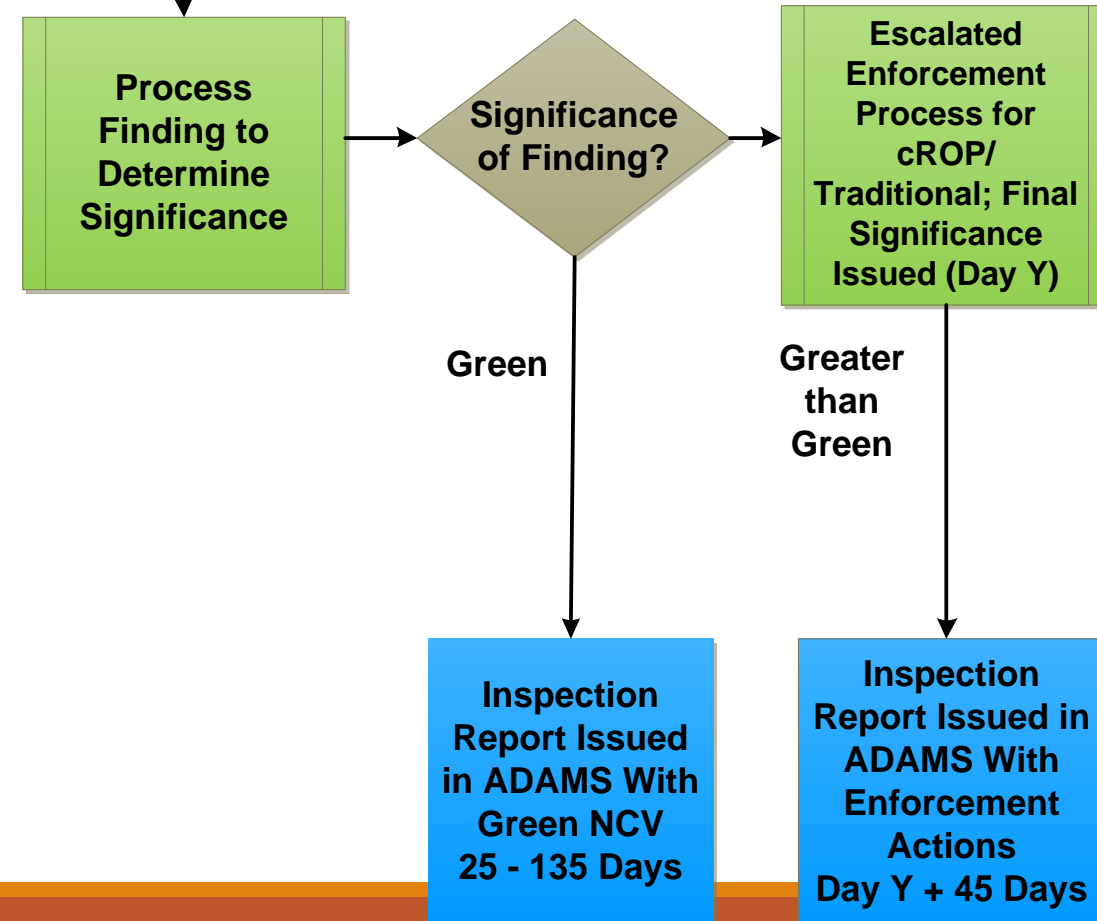 Process
Finding to
Determine
Significance
Significance
of Finding?
Escalated
Enforcement
Process for
cROP/
Traditional; Final
Significance
Issued (Day Y)
Green
Greater
than
Green
Inspection
Report Issued
in ADAMS With
Green NCV
25 - 135 Days
Inspection
Report Issued in
ADAMS With
Enforcement
Actions
Day Y + 45 Days